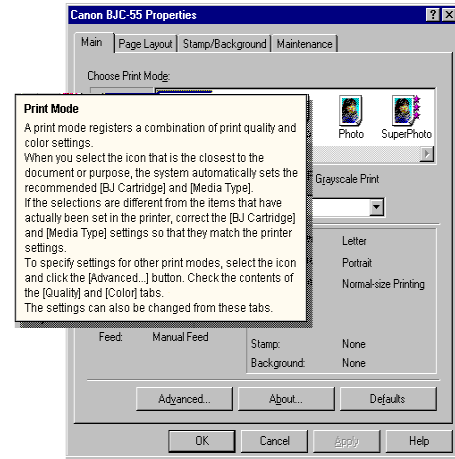 Canon BJC-55 Properties
Main Page Layout Stamp/Background Maintenance
Choose Print Mode:
Photo SuperPhoto
Print Mode
A print mode registers a combination of print quality and
color settings.
When you select the icon that is the closest to the
document or purpose, the system automatically sets the
recommended [BJ Cartridge] and [Media Type].
If the selections are different from the items that have
actually been set in the printer, correct the [BJ Cartridge]
and [Media Type] settings so that they match the printer
settings.
To specify settings for other print modes, select the icon
and click the [Advanced...] button. Check the contents of
the [Quality] and [Color] tabs.
The settings can also be changed from these tabs.
Grayscale Print
Letter
Portrait
Normal-size Printing
Feed: Manual Feed
Stamp: None
Background: None
Advanced... About... Defaults
OK Cancel Apply Help